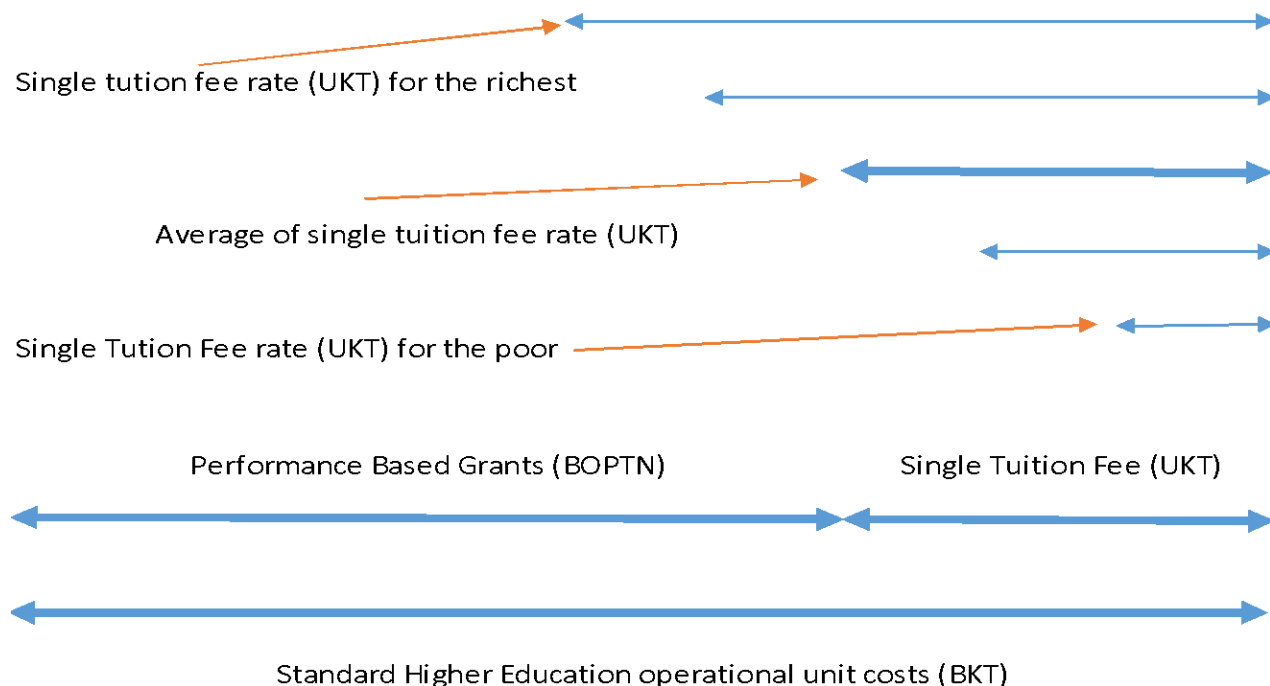 Single tution fee rate (UKT) for the richest
Average of single tuition fee rate (UKT)
Single Tution Fee rate (UKT) for the poor
Performance Based Grants (BOPTN)
Single Tuition Fee (UKT)
Standard Higher Education operational unit costs (BKT)